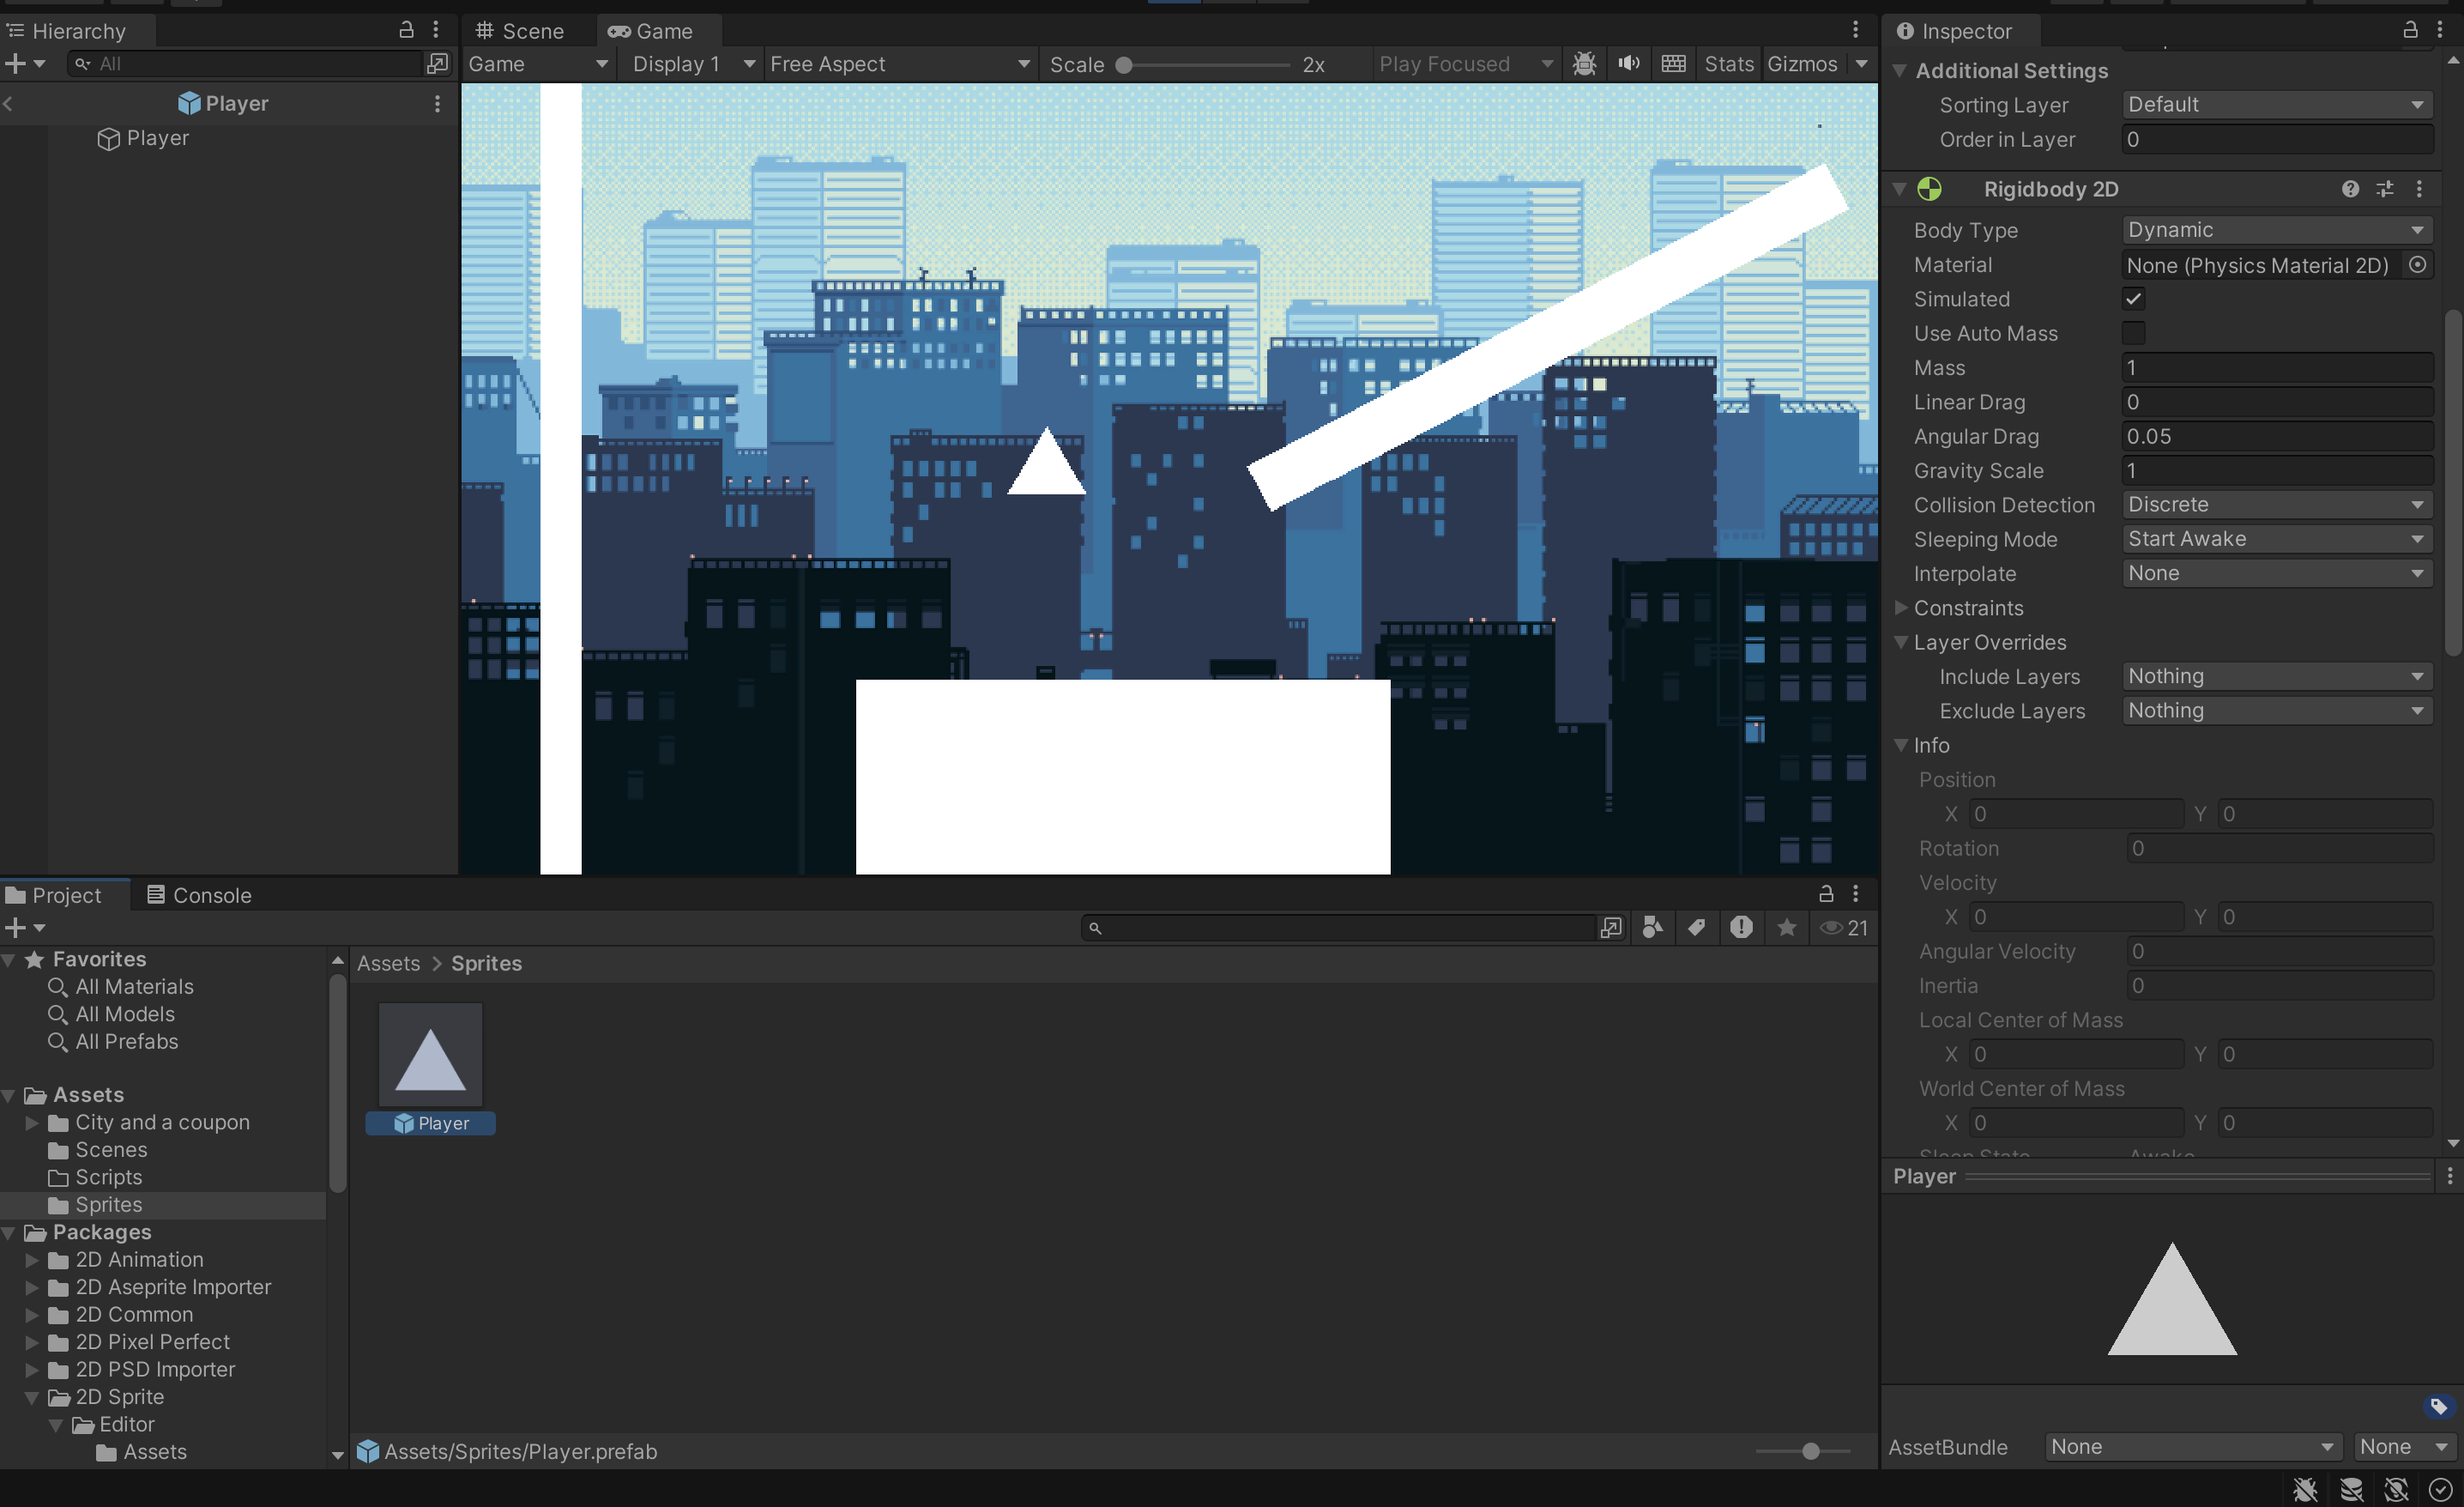 Hierarchy
All
Player
Player
Scene
Game
Game
Display 1
Free Aspect
Scale
2x
Play Focused
Stats
Gizmos
Inspector
Additional Settings
Sorting Layer Default
Order in Layer 0
Rigidbody 2D
Body Type Dynamic
Material None (Physics Material 2D)
Simulated
Use Auto Mass
Mass 1
Linear Drag 0
Angular Drag 0.05
Gravity Scale 1
Collision Detection Discrete
Sleeping Mode Start Awake
Interpolate None
Constraints
Layer Overrides
Include Layers Nothing
Exclude Layers Nothing
Info
Position
X 0 Y 0
Rotation 0
Velocity
X 0 Y 0
Angular Velocity 0
Inertia 0
Local Center of Mass
X 0 Y 0
World Center of Mass
X 0 Y 0
Sleep State Awake
Player
AssetBundle None None
Project
Console
21
Favorites
All Materials
All Models
All Prefabs
Assets
City and a coupon
Scenes
Scripts
Sprites
Packages
2D Animation
2D Aseprite Importer
2D Common
2D Pixel Perfect
2D PSD Importer
2D Sprite
Editor
Assets
Assets > Sprites
Player
Assets/Sprites/Player.prefab